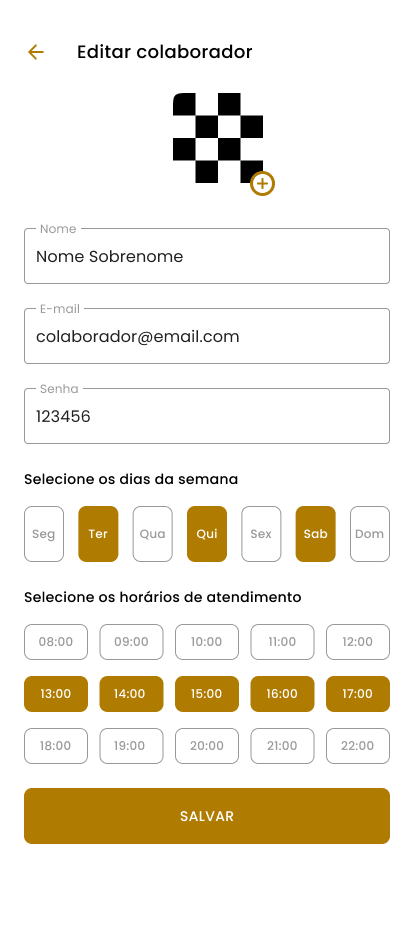 Editar colaborador
Nome
Nome Sobrenome
E-mail
colaborador@email.com
Senha
123456
Selecione os dias da semana
Seg Ter Qua Qui Sex Sab Dom
Selecione os horários de atendimento
08:00 09:00 10:00 11:00 12:00
13:00 14:00 15:00 16:00 17:00
18:00 19:00 20:00 21:00 22:00
SALVAR